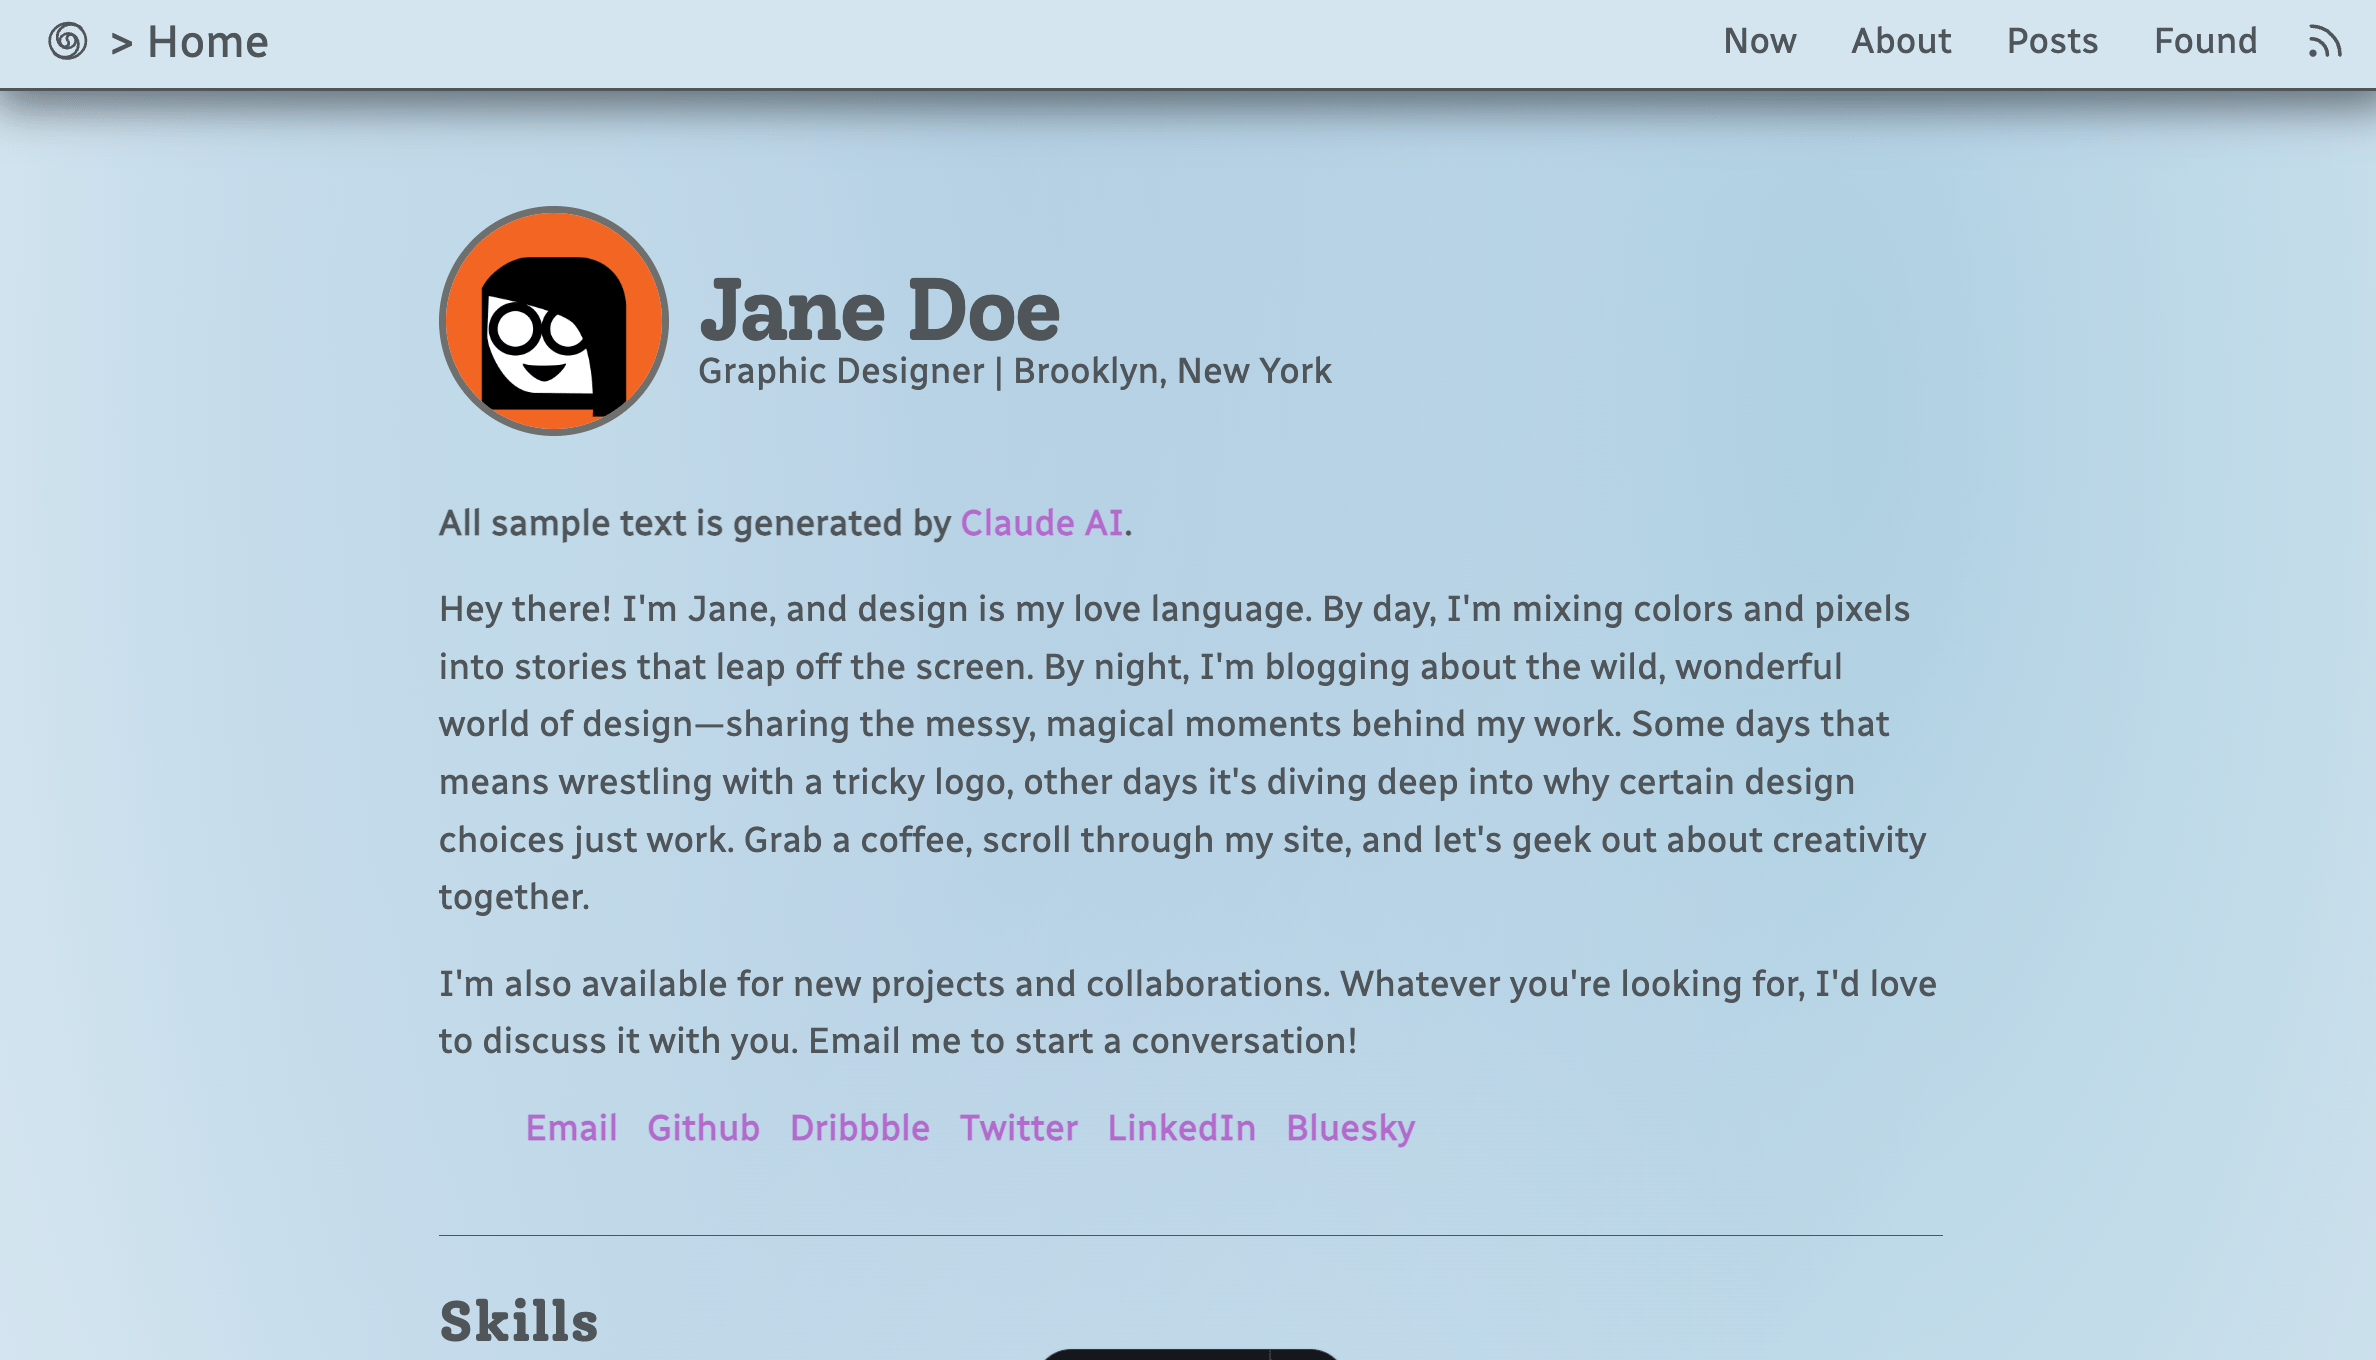 > Home
Now About Posts Found
Jane Doe
Graphic Designer | Brooklyn, New York
All sample text is generated by Claude AI.
Hey there! I'm Jane, and design is my love language. By day, I'm mixing colors and pixels
into stories that leap off the screen. By night, I'm blogging about the wild, wonderful
world of design—sharing the messy, magical moments behind my work. Some days that
means wrestling with a tricky logo, other days it's diving deep into why certain design
choices just work. Grab a coffee, scroll through my site, and let's geek out about creativity
together.
I'm also available for new projects and collaborations. Whatever you're looking for, I'd love
to discuss it with you. Email me to start a conversation!
Email Github Dribbble Twitter LinkedIn Bluesky
Skills